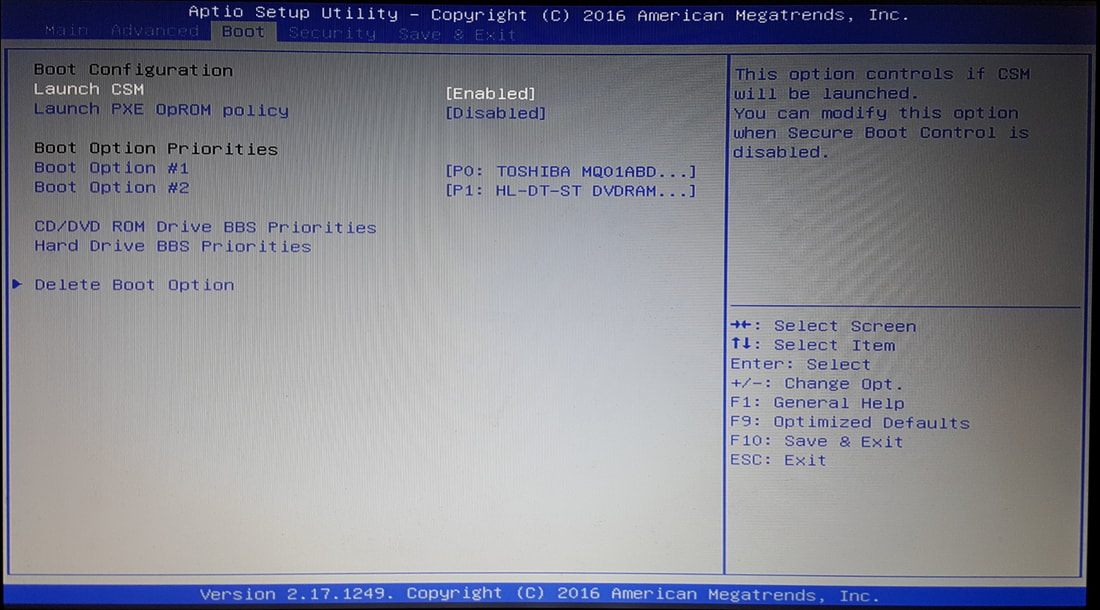 Aptio Setup Utility – Copyright (C) 2016 American Megatrends, Inc.
Main Advanced Boot Security Save & Exit
Boot Configuration
Launch CSM [Enabled]
Launch PXE OpROM policy [Disabled]
Boot Option Priorities
Boot Option #1 [P0: TOSHIBA MQ01ABD...]
Boot Option #2 [P1: HL-DT-ST DVDRAM...]
CD/DVD ROM Drive BBS Priorities
Hard Drive BBS Priorities
Delete Boot Option
This option controls if CSM
will be launched.
You can modify this option
when Secure Boot Control is
disabled.
→←: Select Screen
↑↓: Select Item
Enter: Select
+/-: Change Opt.
F1: General Help
F9: Optimized Defaults
F10: Save & Exit
ESC: Exit
Version 2.17.1249. Copyright (C) 2016 American Megatrends, Inc.